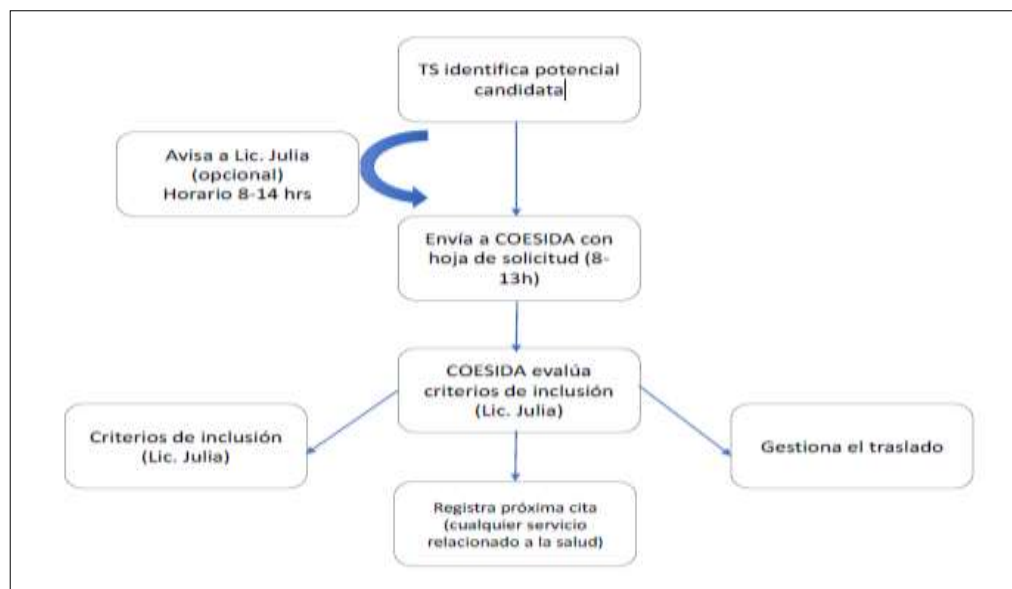 TS identifica potencial
candidata
Avisa a Lic. Julia
(opcional)
Horario 8-14 hrs
Envía a COESIDA con
hoja de solicitud (8-
13h)
COESIDA evalúa
criterios de inclusión
(Lic. Julia)
Criterios de inclusión
(Lic. Julia)
Gestiona el traslado
Registra próxima cita
(cualquier servicio
relacionado a la salud)